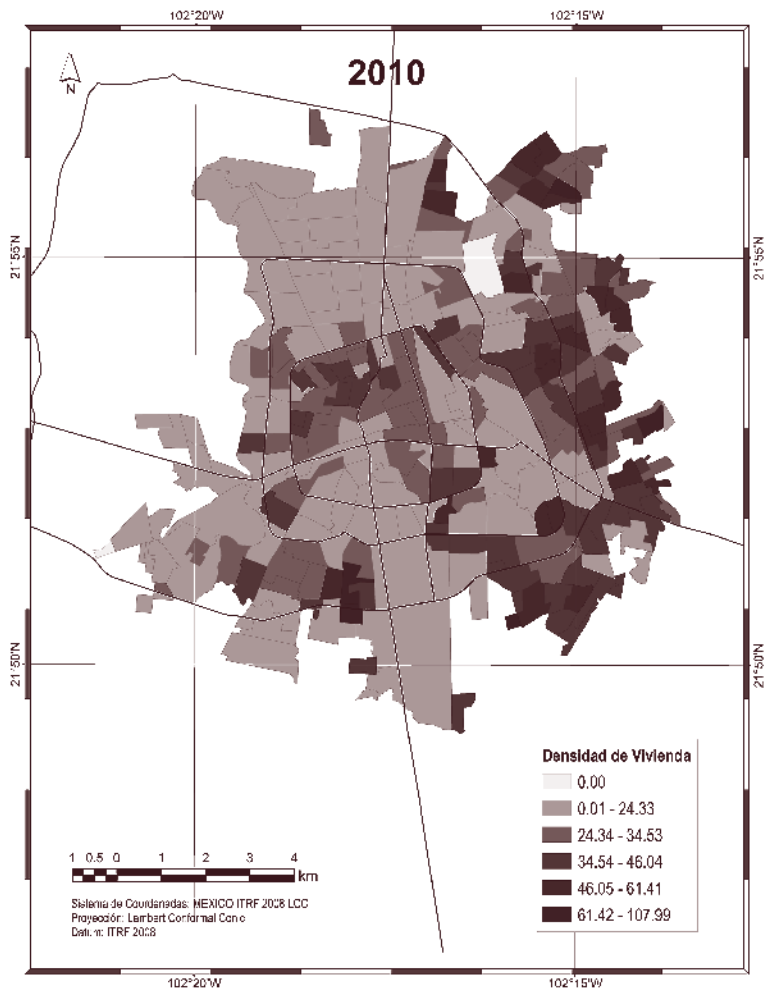 102°20'W 102°15'W
2010
N
21°55'N 21°55'N
21°50'N 21°50'N
Densidad de Vivienda
0.00
0.01 - 24.33
24.34 - 34.53
34.54 - 46.04
46.05 - 61.41
61.42 - 107.99
1 0.5 0 1 2 3 4
km
Sistema de Coordenadas: MEXICO ITRF 2008 LCC
Proyección: Lambert Conformal Conic
Datum: ITRF 2008
102°20'W 102°15'W